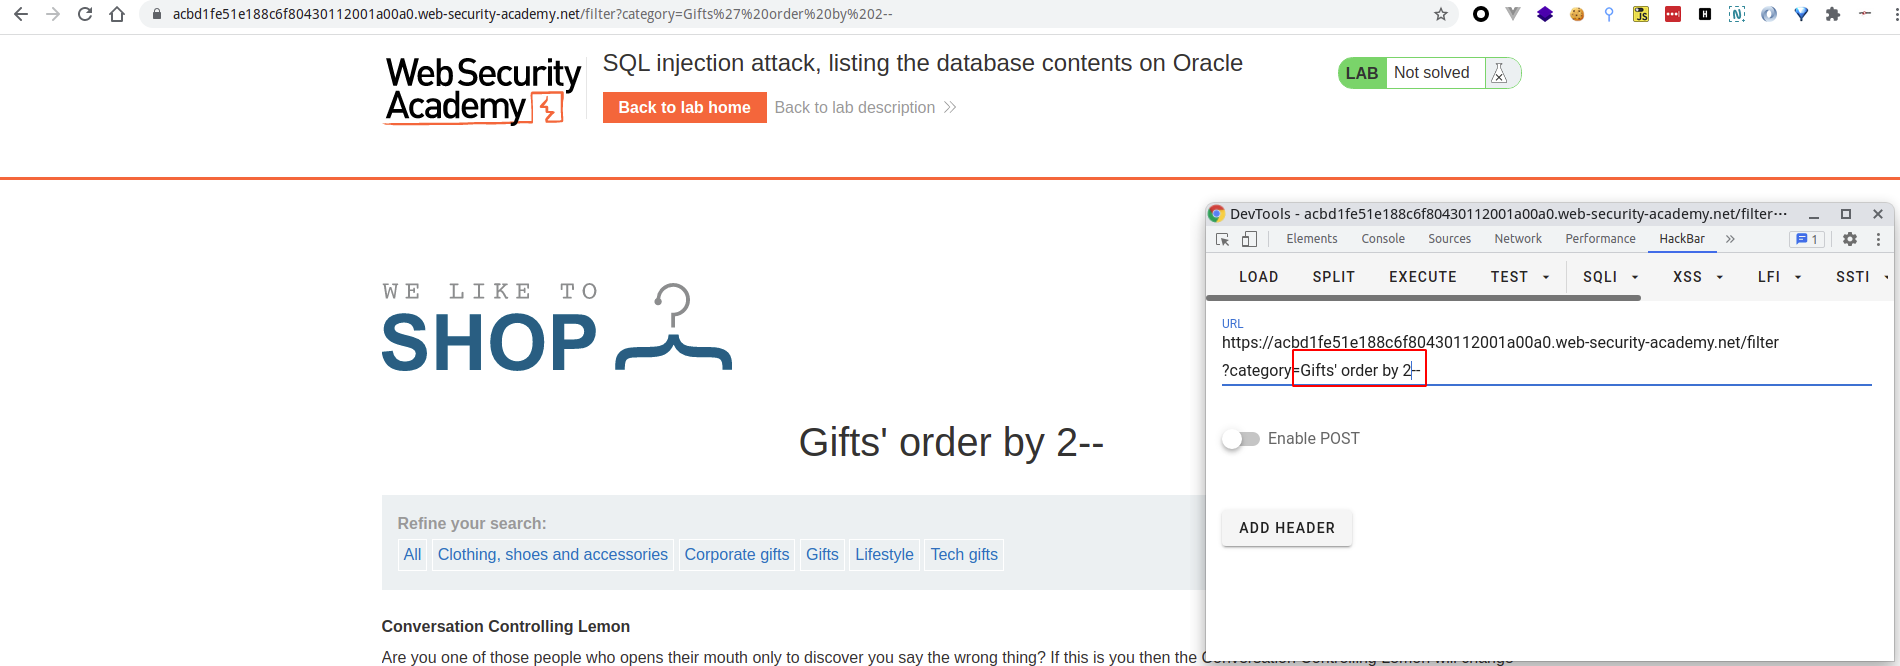 acbd1fe51e188c6f80430112001a00a0.web-security-academy.net/filter?category=Gifts%27%20order%20by%202--
WebSecurity
Academy
SQL injection attack, listing the database contents on Oracle
Back to lab home
Back to lab description
LAB
Not solved
DevTools - acbd1fe51e188c6f80430112001a00a0.web-security-academy.net/filter···
Elements Console Sources Network Performance HackBar 1
LOAD SPLIT EXECUTE TEST SQLI XSS LFI SSTI
URL
https://acbd1fe51e188c6f80430112001a00a0.web-security-academy.net/filter
?category=Gifts' order by 2--
Enable POST
ADD HEADER
WE LIKE TO
SHOP
Gifts' order by 2--
Refine your search:
All Clothing, shoes and accessories Corporate gifts Gifts Lifestyle Tech gifts
Conversation Controlling Lemon
Are you one of those people who opens their mouth only to discover you say the wrong thing? If this is you then the